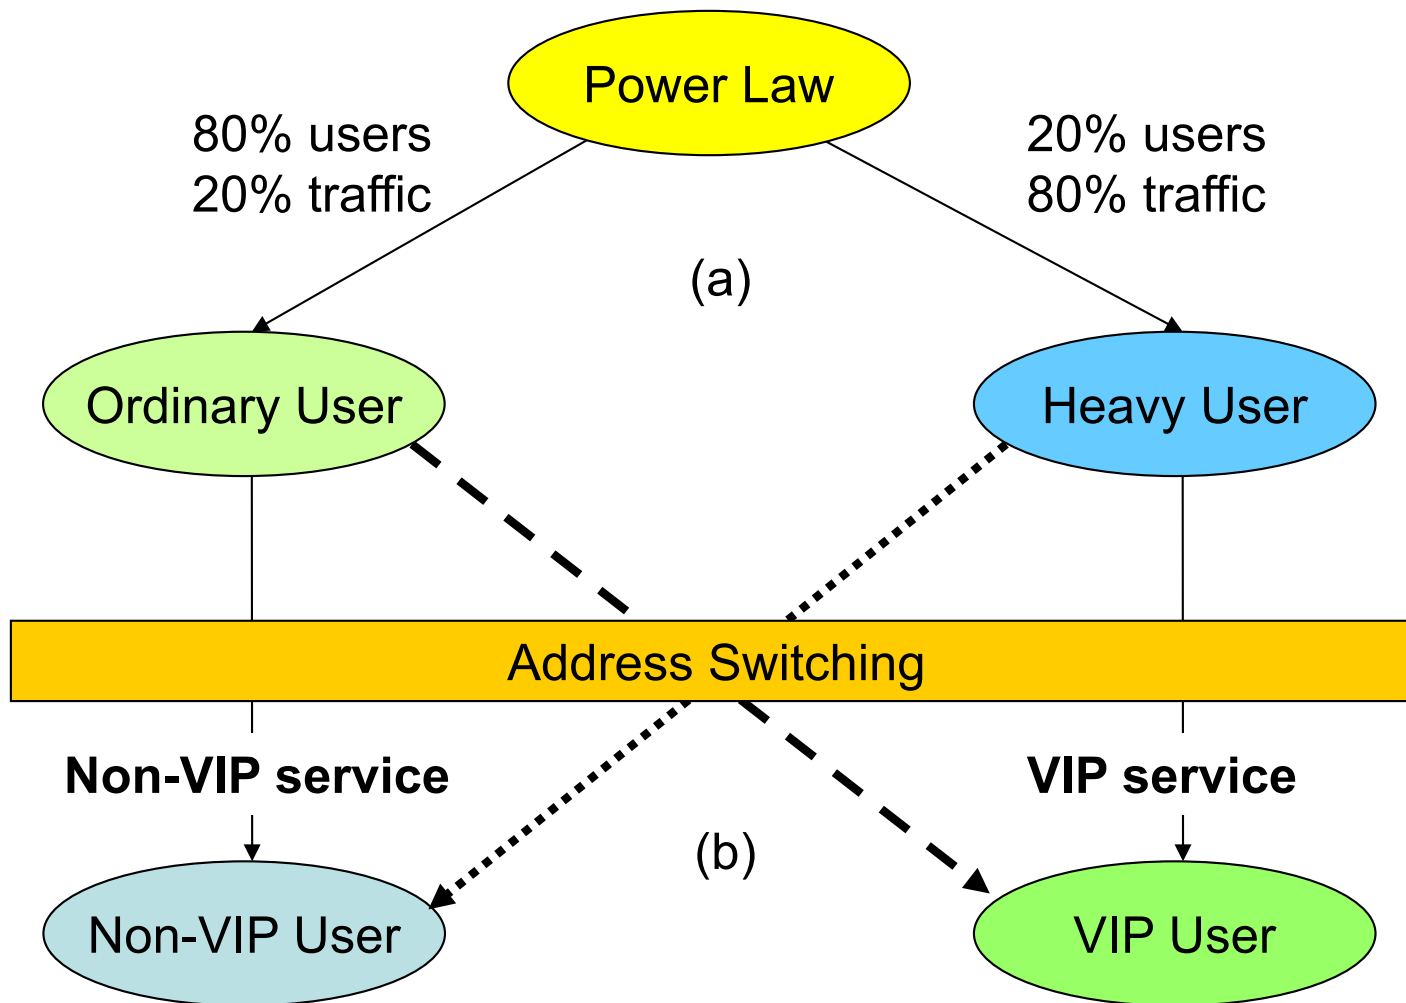 Power Law
80% users
20% traffic
20% users
80% traffic
(a)
Ordinary User
Heavy User
Address Switching
Non-VIP service
VIP service
(b)
Non-VIP User
VIP User